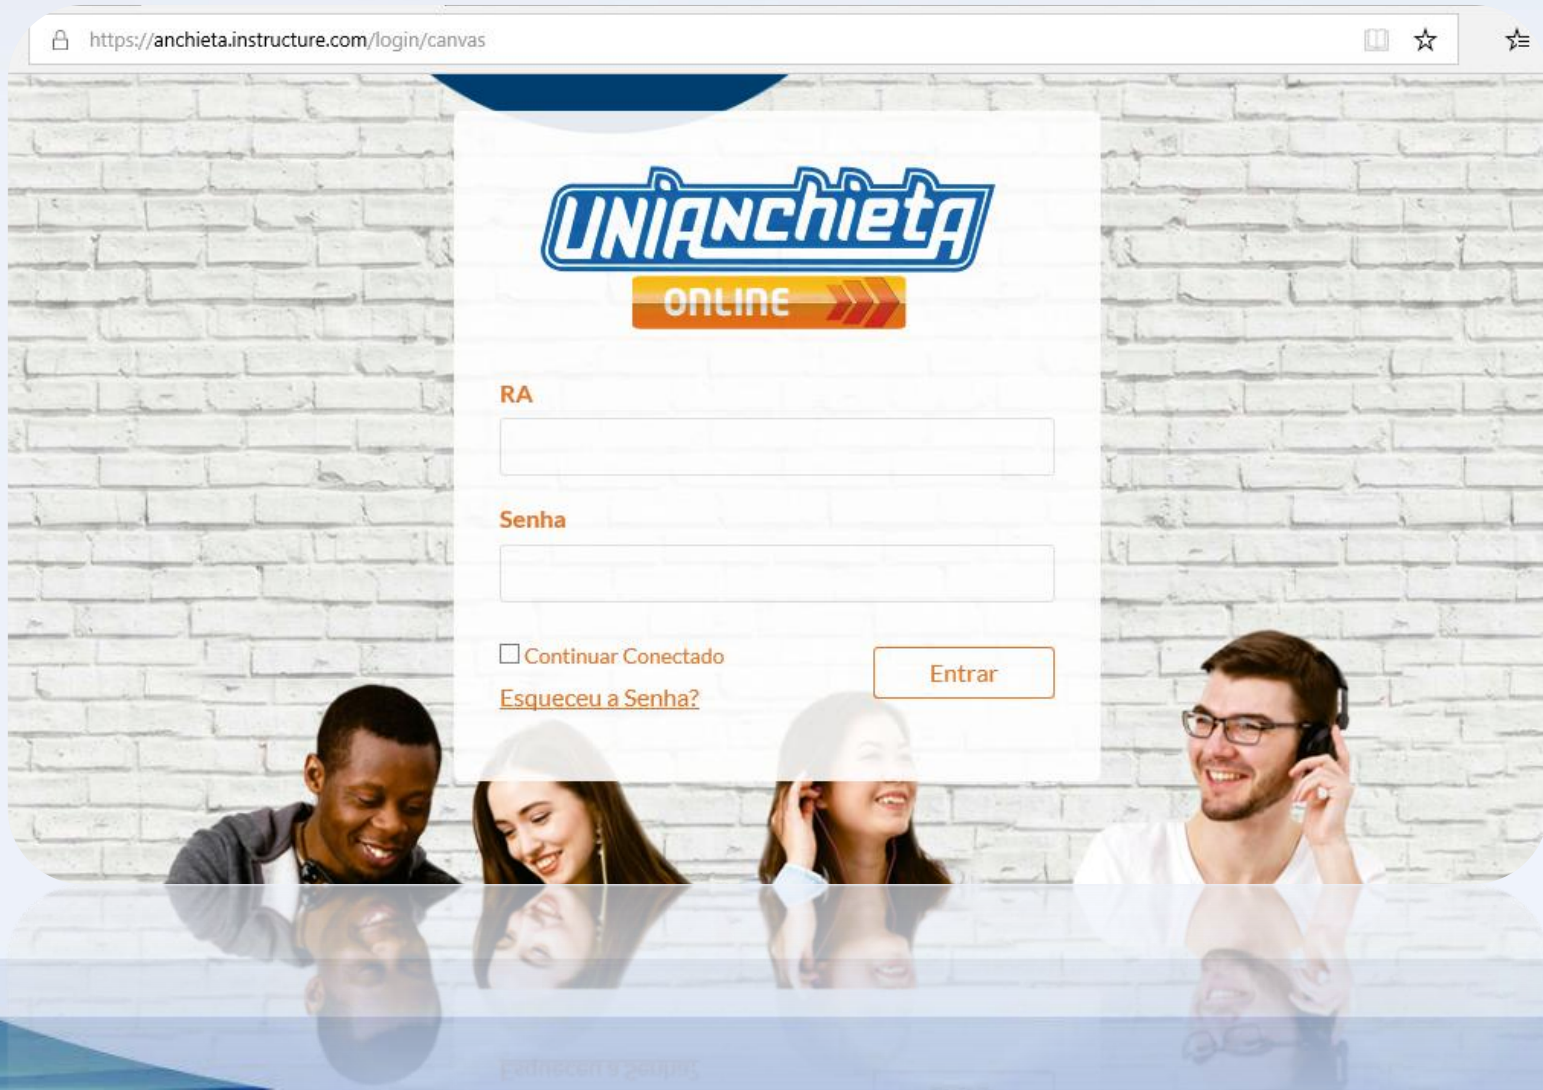 https://anchieta.instructure.com/login/canvas
UNIANCHIETA
ONLINE
RA
Senha
Continuar Conectado
Entrar
Esqueceu a Senha?